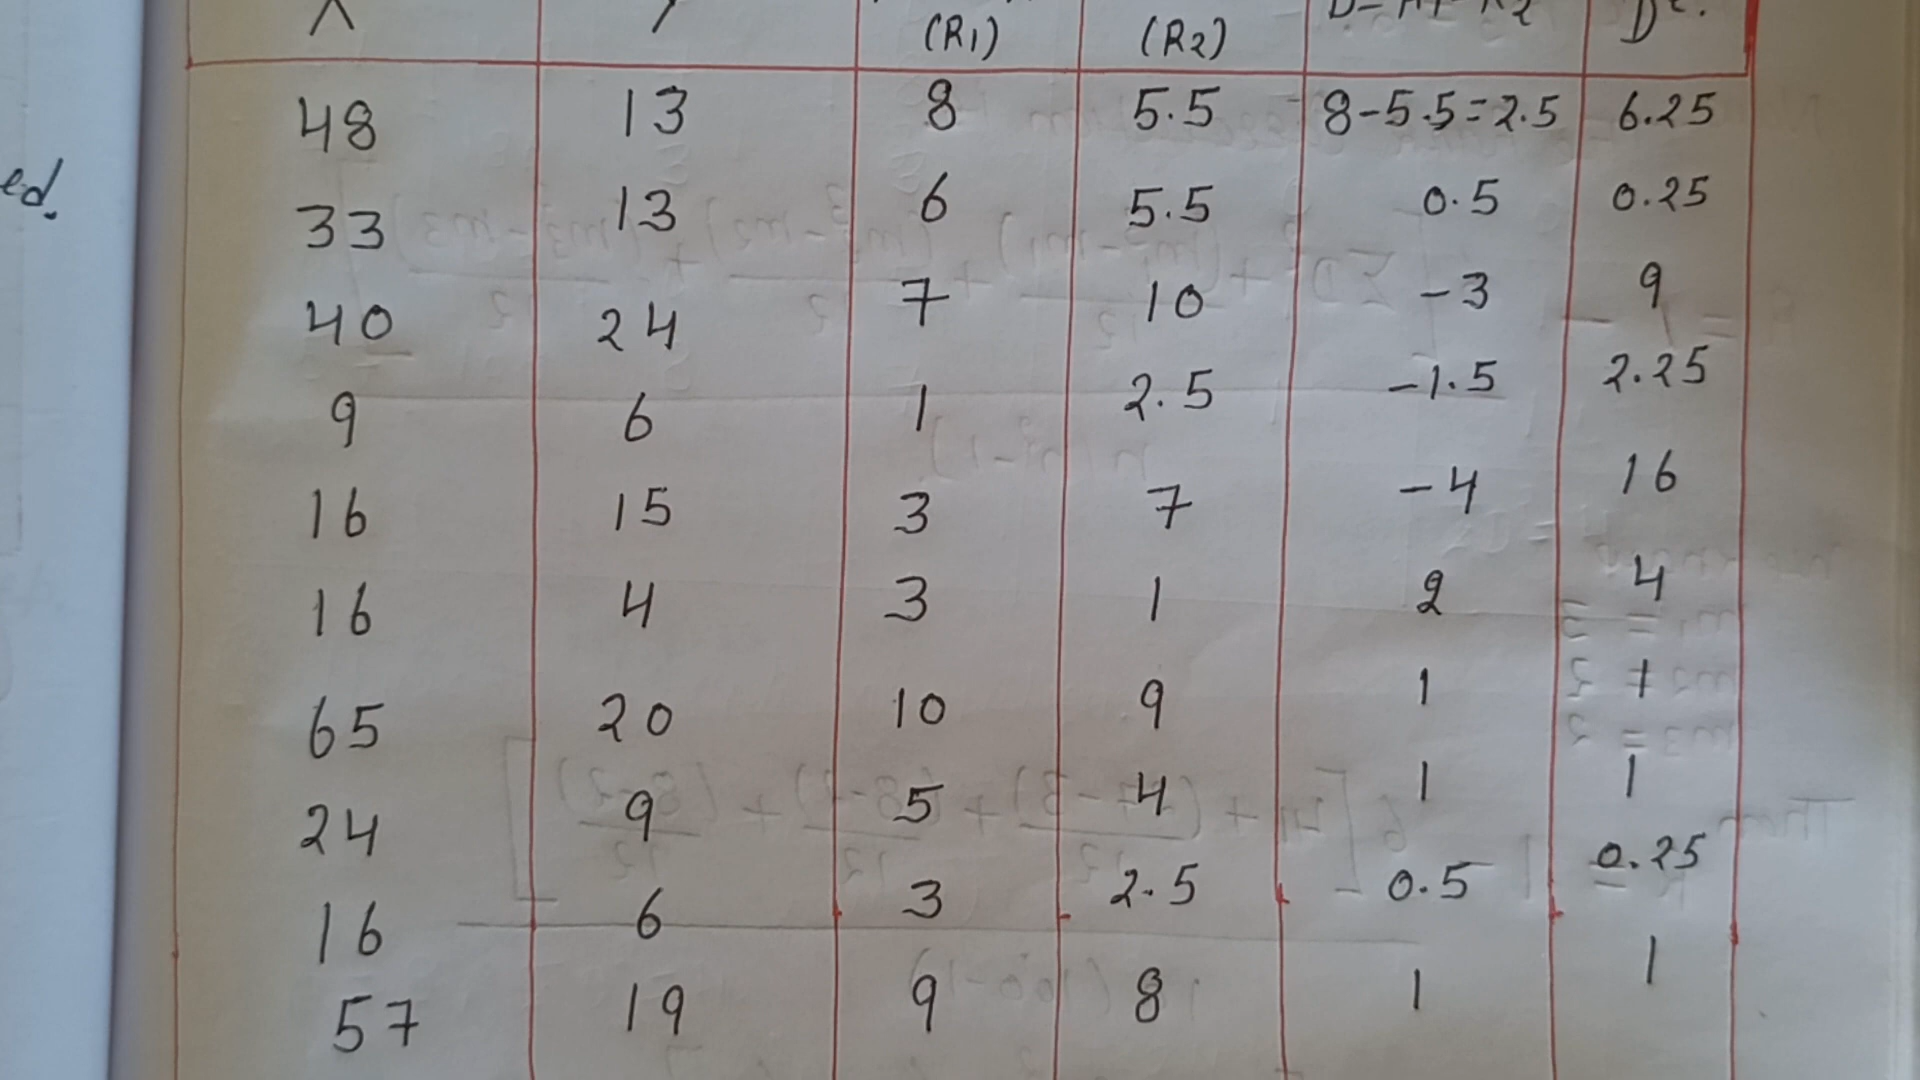 ed.
X Y (R1) (R2) D=R1-R2 D².
48 13 8 5.5 8-5.5=2.5 6.25
33 13 6 5.5 0.5 0.25
40 24 7 10 -3 9
9 6 1 2.5 -1.5 2.25
16 15 3 7 -4 16
16 4 3 1 2 4
65 20 10 9 1 1
24 9 5 4 1 1
16 6 3 2.5 0.5 0.25
57 19 9 8 1 1